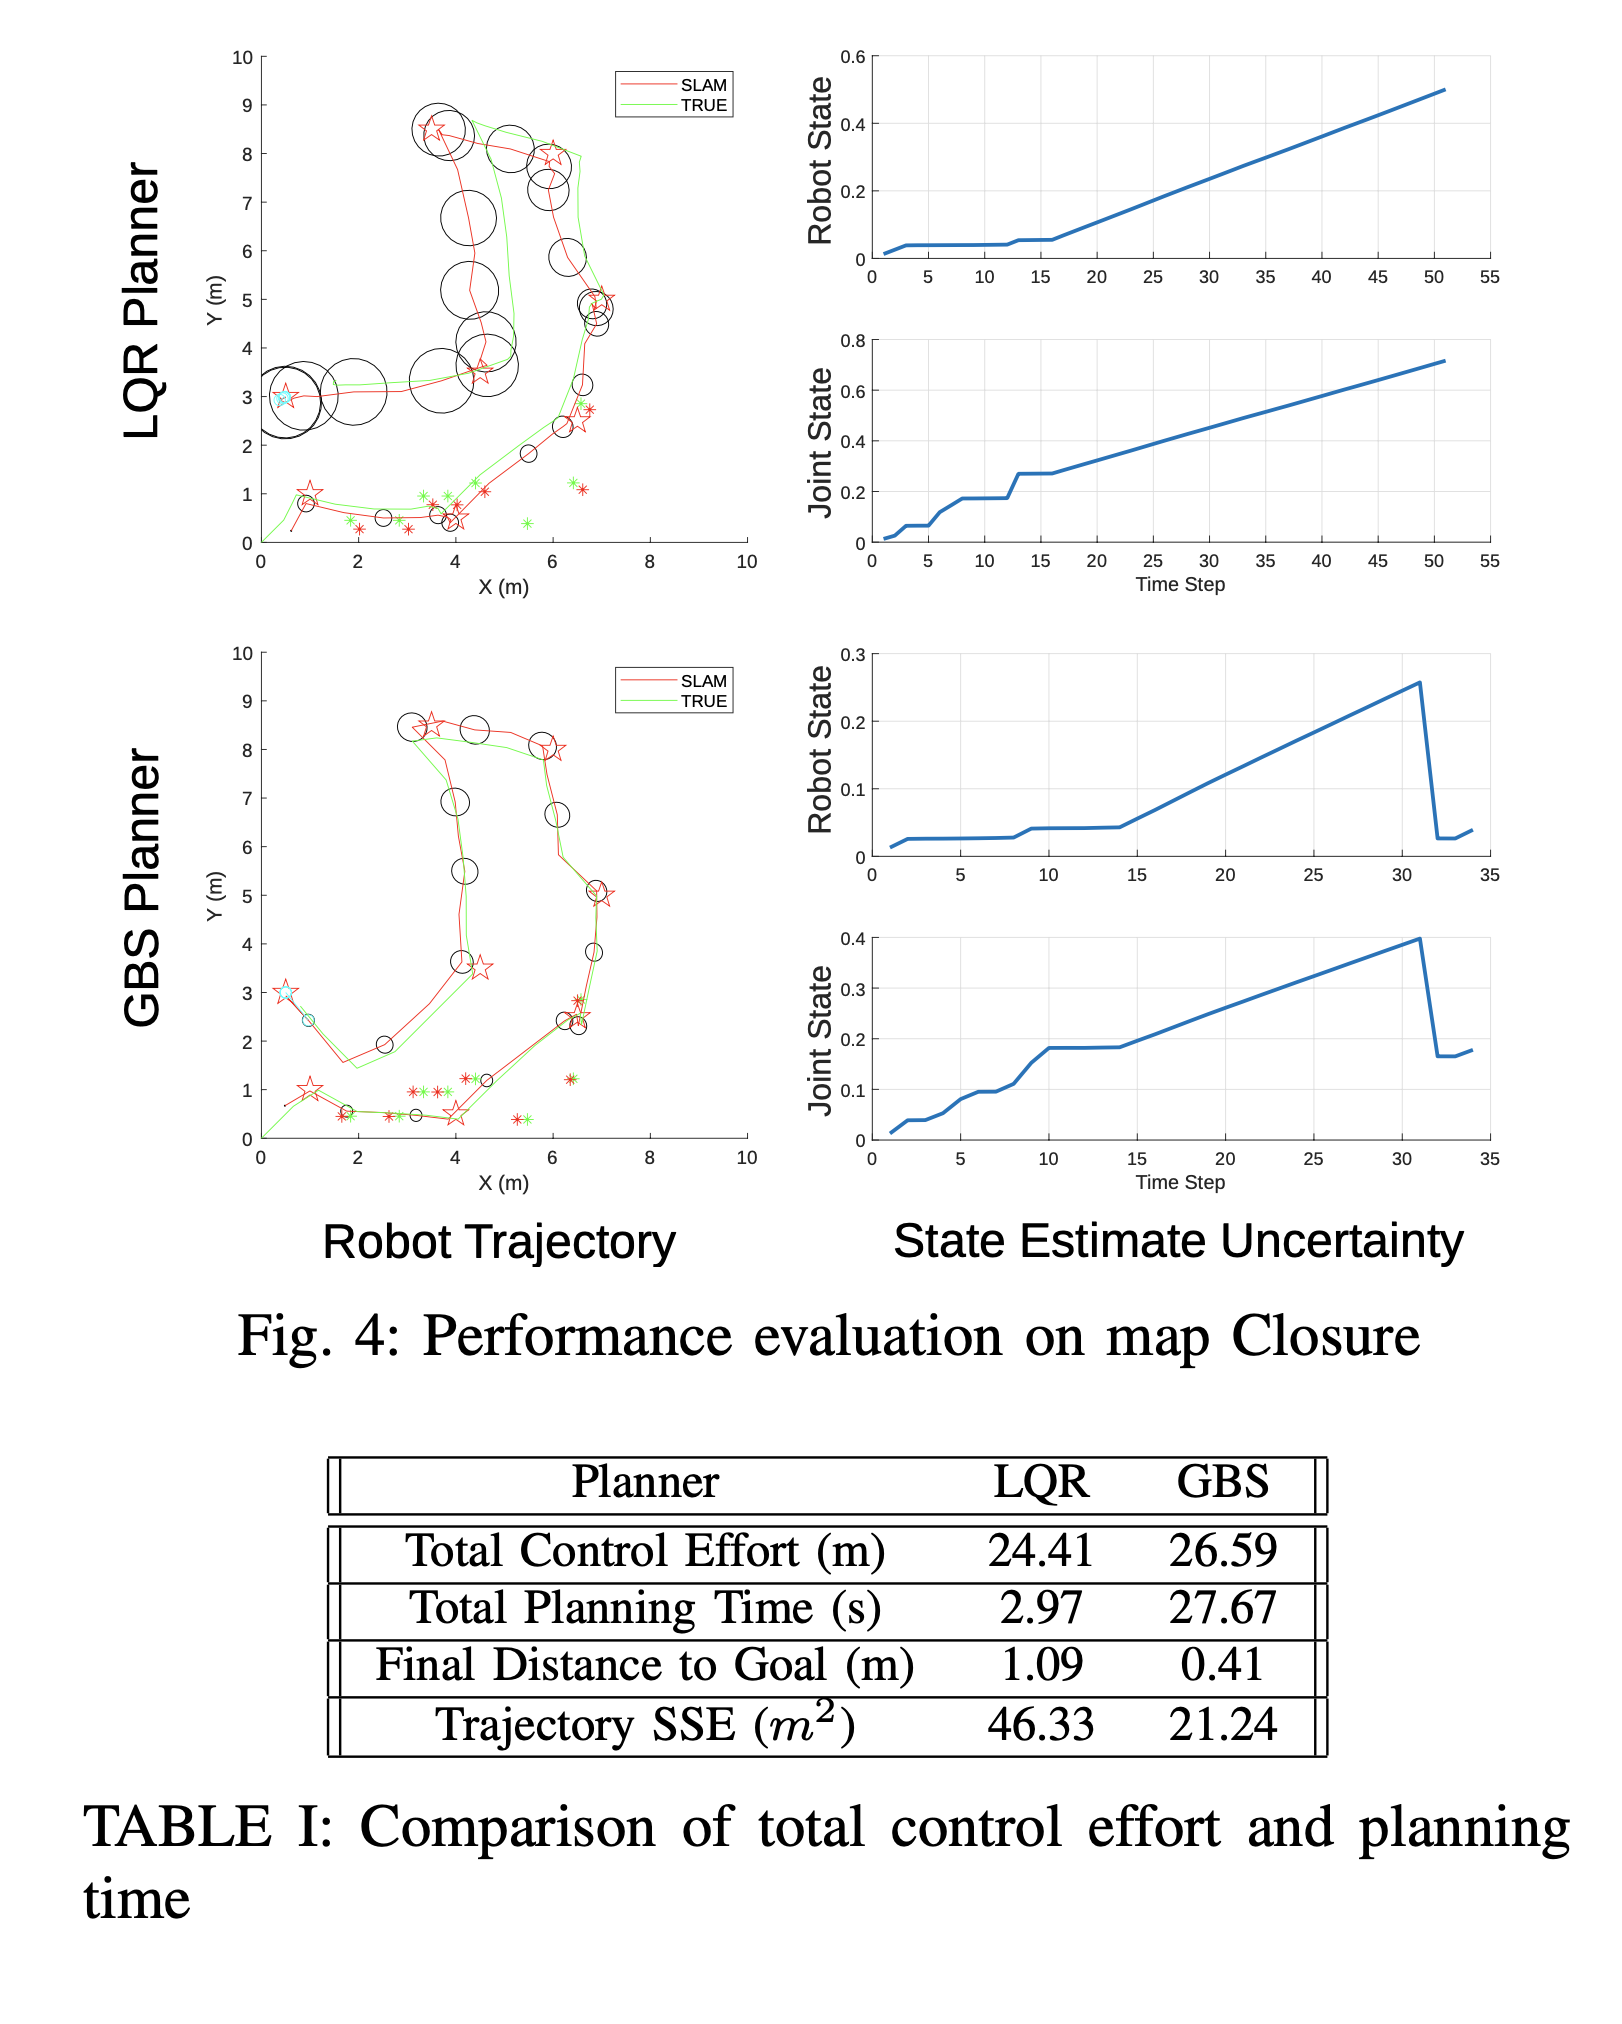 LQR Planner
10
9
8
7
6
5
4
3
2
1
0
Y (m)
0 2 4 6 8 10
X (m)
SLAM
TRUE
Robot State
0.6
0.4
0.2
0
0 5 10 15 20 25 30 35 40 45 50 55
Joint State
0.8
0.6
0.4
0.2
0
0 5 10 15 20 25 30 35 40 45 50 55
Time Step
GBS Planner
10
9
8
7
6
5
4
3
2
1
0
Y (m)
0 2 4 6 8 10
X (m)
SLAM
TRUE
Robot State
0.3
0.2
0.1
0
0 5 10 15 20 25 30 35
Joint State
0.4
0.3
0.2
0.1
0
0 5 10 15 20 25 30 35
Time Step
Robot Trajectory State Estimate Uncertainty
Fig. 4: Performance evaluation on map Closure
Planner LQR GBS
Total Control Effort (m) 24.41 26.59
Total Planning Time (s) 2.97 27.67
Final Distance to Goal (m) 1.09 0.41
Trajectory SSE (m²) 46.33 21.24
TABLE I: Comparison of total control effort and planning
time